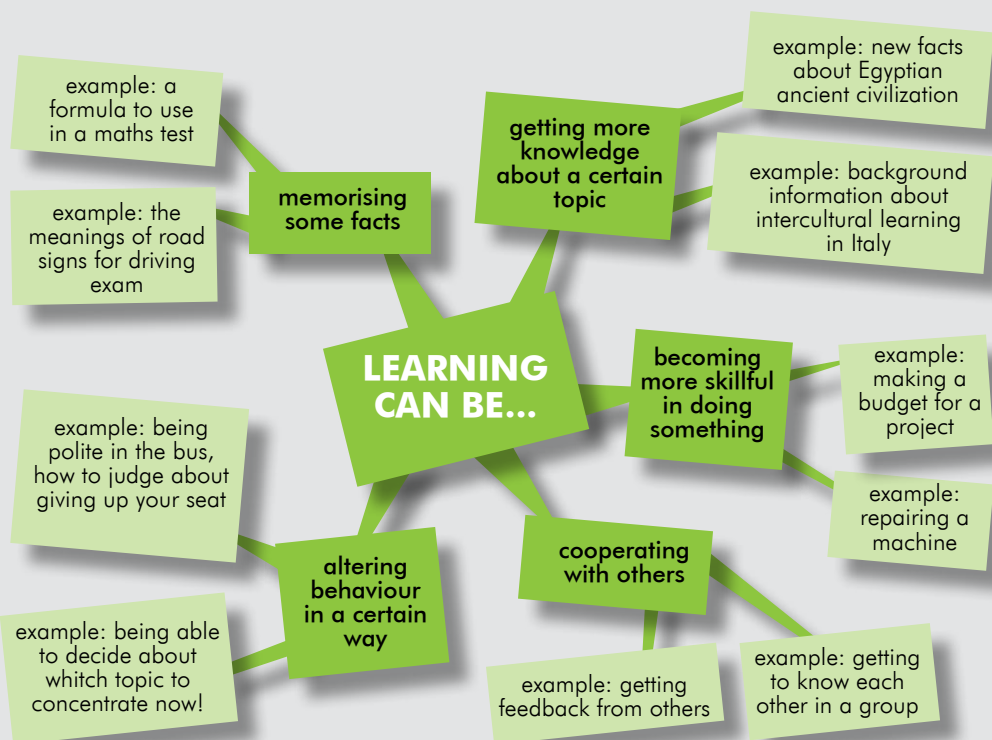 LEARNING
CAN BE...
memorising
some facts
example: a
formula to use
in a maths test
example: the
meanings of road
signs for driving
exam
getting more
knowledge
about a certain
topic
example: new facts
about Egyptian
ancient civilization
example: background
information about
intercultural learning
in Italy
becoming
more skillful
in doing
something
example:
making a
budget for a
project
example:
repairing a
machine
cooperating
with others
example: getting
feedback from others
example: getting
to know each
other in a group
altering
behaviour
in a certain
way
example: being
polite in the bus,
how to judge about
giving up your seat
example: being able
to decide about
whitch topic to
concentrate now!